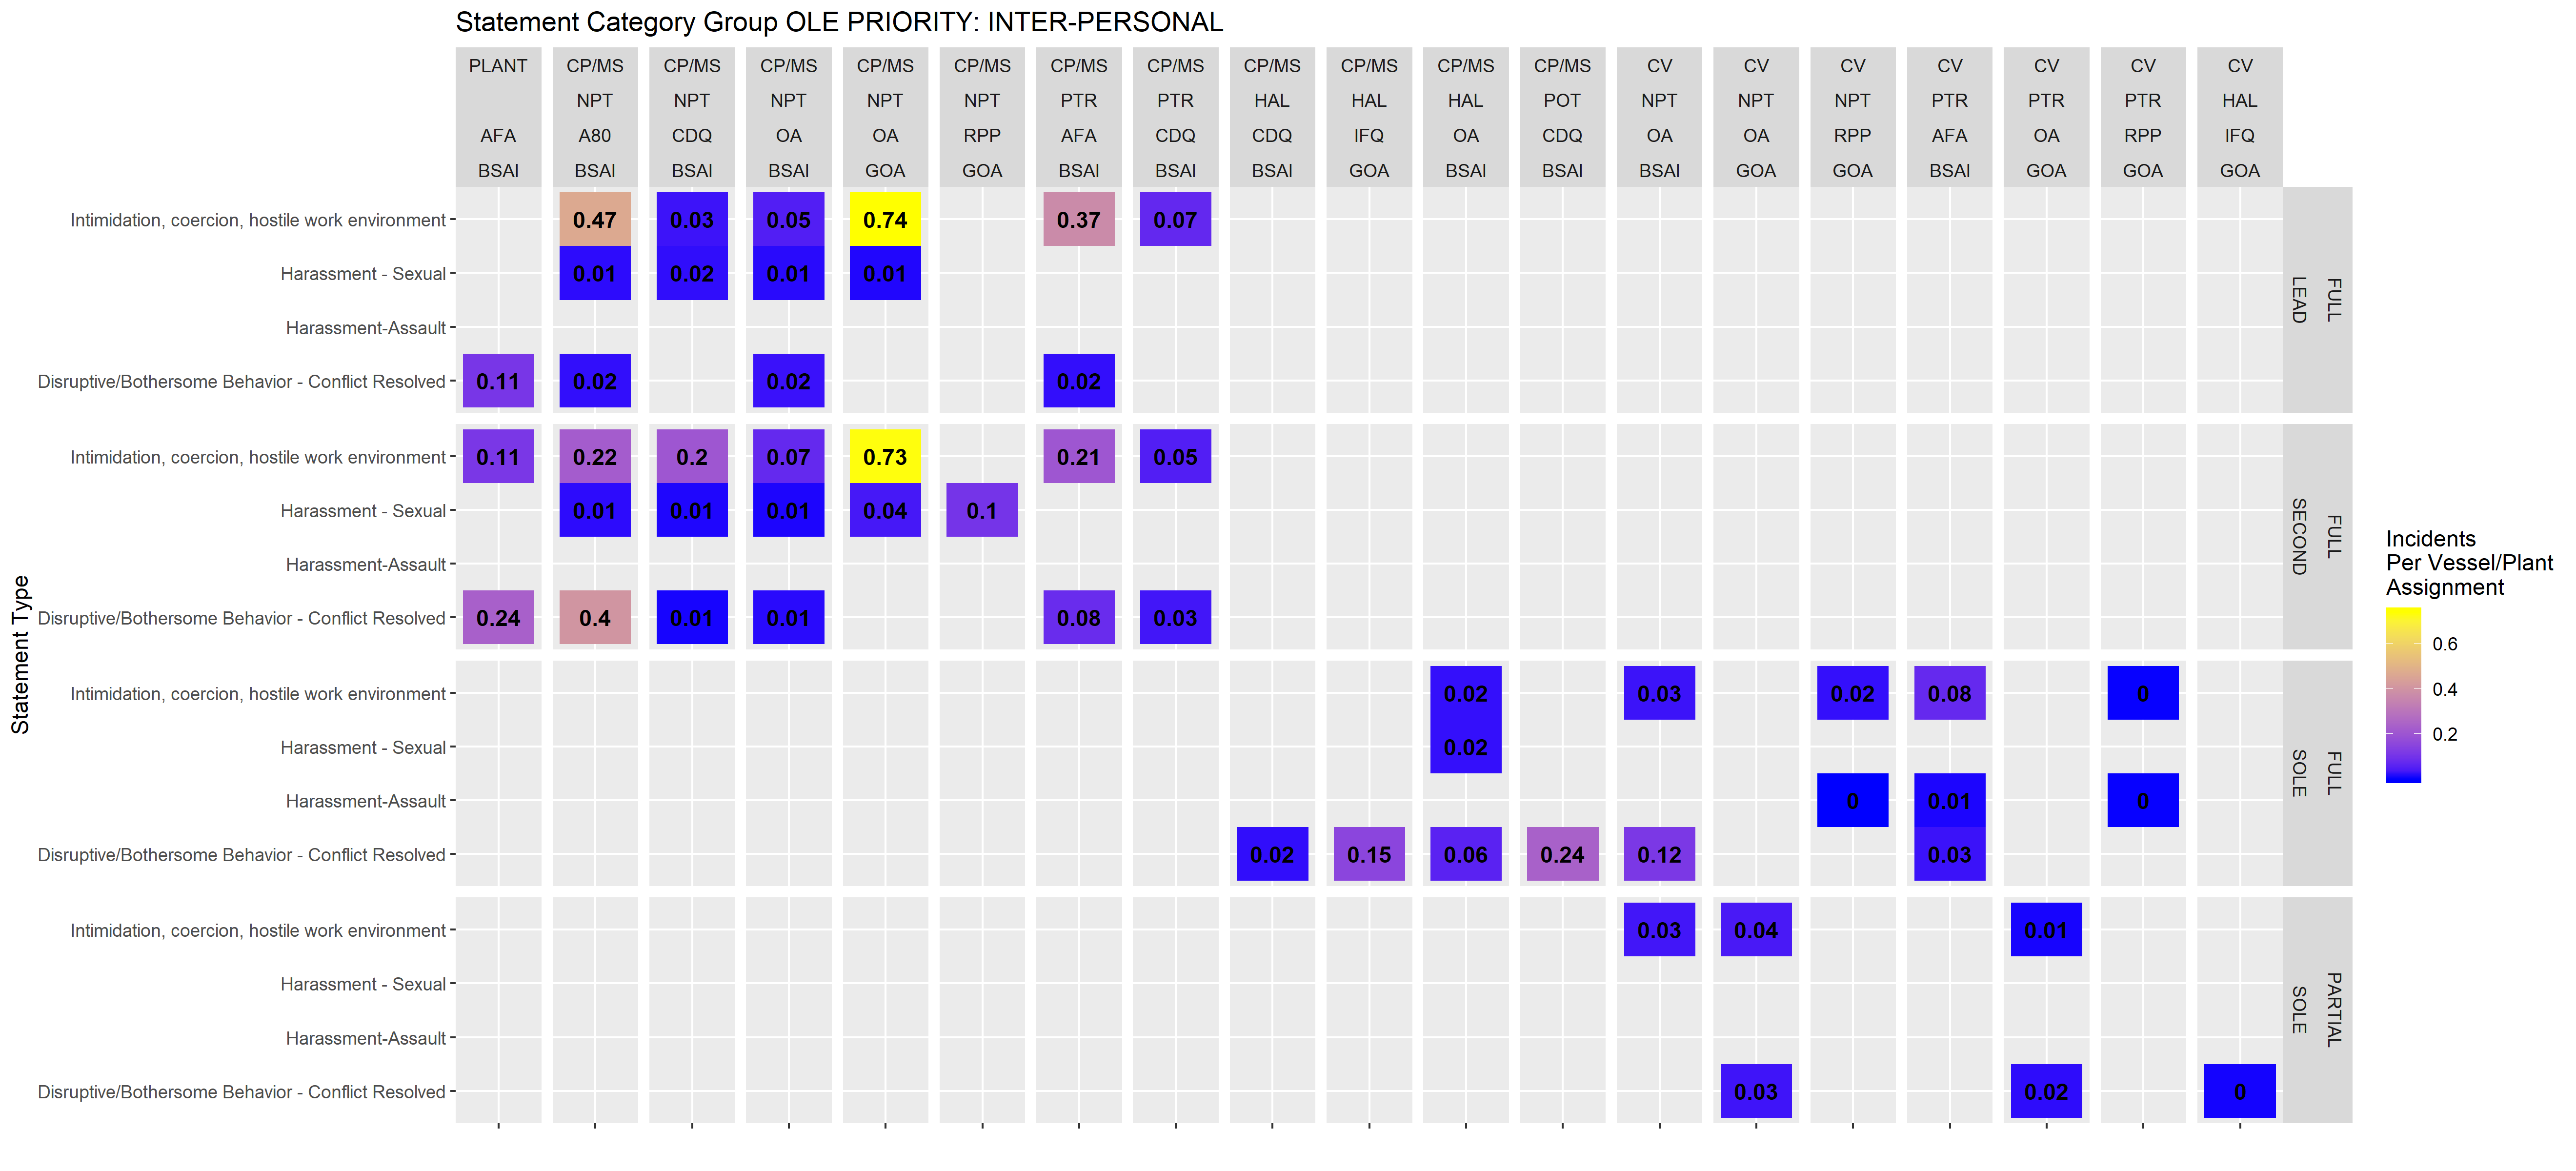 Statement Category Group OLE PRIORITY: INTER-PERSONAL
PLANT CP/MS CP/MS CP/MS CP/MS CP/MS CP/MS CP/MS CP/MS CP/MS CP/MS CP/MS CV CV CV CV CV CV CV
NPT NPT NPT NPT NPT PTR PTR HAL HAL HAL POT NPT NPT NPT PTR PTR PTR HAL
AFA A80 CDQ OA OA RPP AFA CDQ CDQ IFQ OA CDQ OA OA RPP AFA OA RPP IFQ
BSAI BSAI BSAI BSAI GOA GOA BSAI BSAI BSAI GOA BSAI BSAI BSAI GOA GOA BSAI GOA GOA GOA
Intimidation, coercion, hostile work environment 0.47 0.03 0.05 0.74 0.37 0.07
Harassment - Sexual 0.01 0.02 0.01 0.01
Harassment-Assault
Disruptive/Bothersome Behavior - Conflict Resolved 0.11 0.02 0.02 0.02
LEAD
FULL
Intimidation, coercion, hostile work environment 0.11 0.22 0.2 0.07 0.73 0.21 0.05
Harassment - Sexual 0.01 0.01 0.01 0.04 0.1
Harassment-Assault
Disruptive/Bothersome Behavior - Conflict Resolved 0.24 0.4 0.01 0.01 0.08 0.03
SECOND
FULL
Intimidation, coercion, hostile work environment 0.02 0.03 0.02 0.08 0
Harassment - Sexual 0.02
Harassment-Assault 0 0.01 0
Disruptive/Bothersome Behavior - Conflict Resolved 0.02 0.15 0.06 0.24 0.12 0.03
SOLE
FULL
Intimidation, coercion, hostile work environment 0.03 0.04 0.01
Harassment - Sexual
Harassment-Assault
Disruptive/Bothersome Behavior - Conflict Resolved 0.03 0.02 0
SOLE
PARTIAL
Statement Type
Incidents
Per Vessel/Plant
Assignment
0.6
0.4
0.2